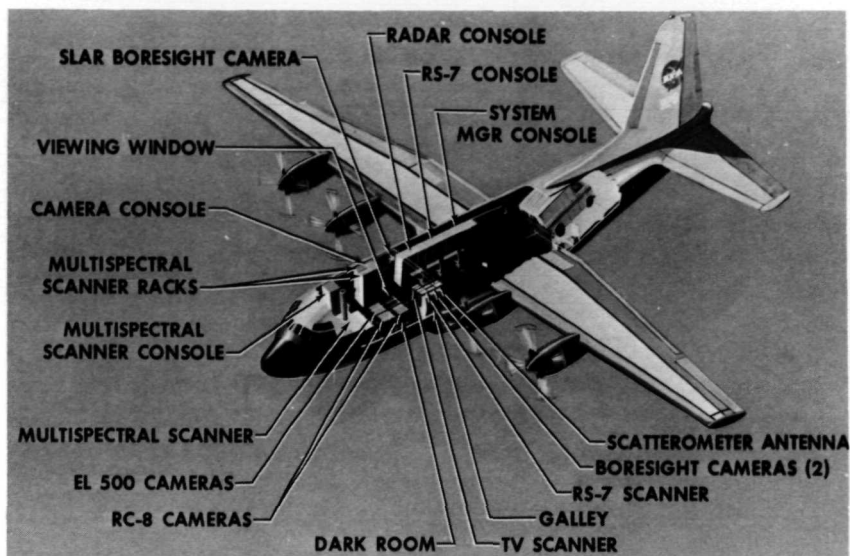 RADAR CONSOLE
SLAR BORESIGHT CAMERA
RS-7 CONSOLE
SYSTEM
MGR CONSOLE
VIEWING WINDOW
CAMERA CONSOLE
MULTISPECTRAL
SCANNER RACKS
MULTISPECTRAL
SCANNER CONSOLE
MULTISPECTRAL SCANNER
EL 500 CAMERAS
RC-8 CAMERAS
DARK ROOM
TV SCANNER
GALLEY
RS-7 SCANNER
BORESIGHT CAMERAS (2)
SCATTEROMETER ANTENNA